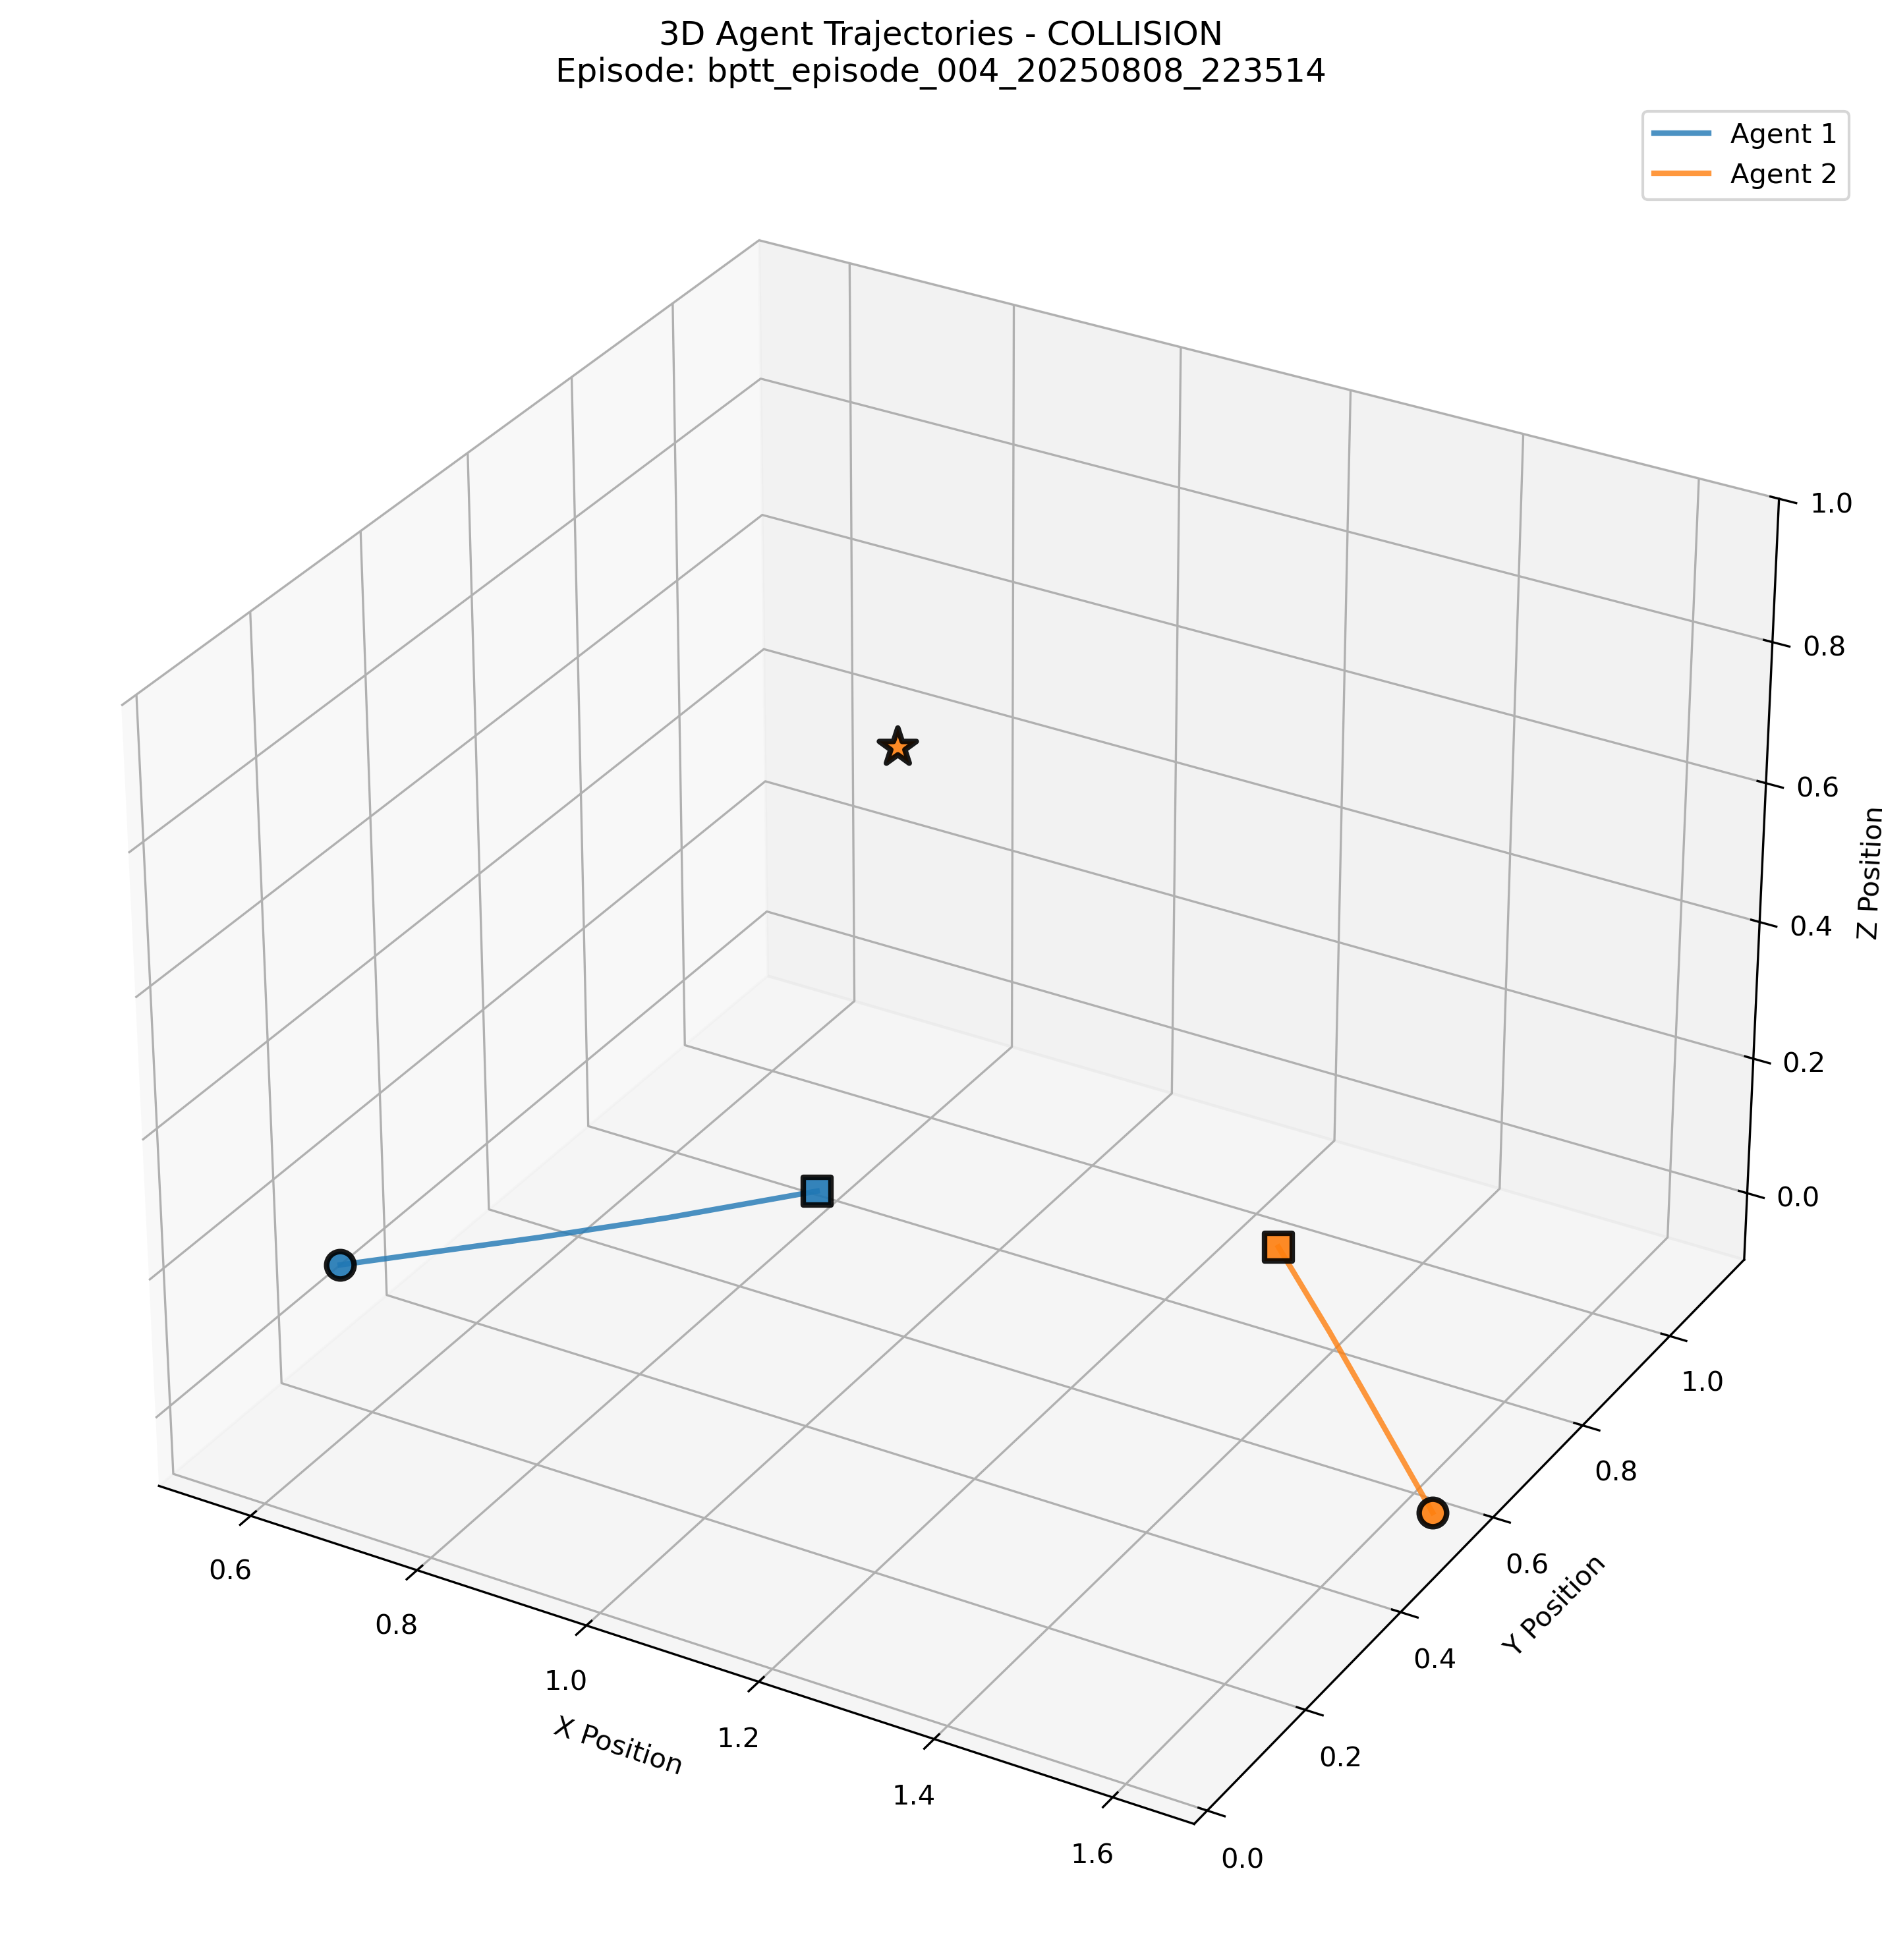 3D Agent Trajectories - COLLISION
Episode: bptt_episode_004_20250808_223514
Agent 1
Agent 2
1.0
0.8
0.6
0.4
0.2
0.0
Z Position
1.0
0.8
0.6
0.4
0.2
0.0
Y Position
0.6
0.8
1.0
1.2
1.4
1.6
X Position